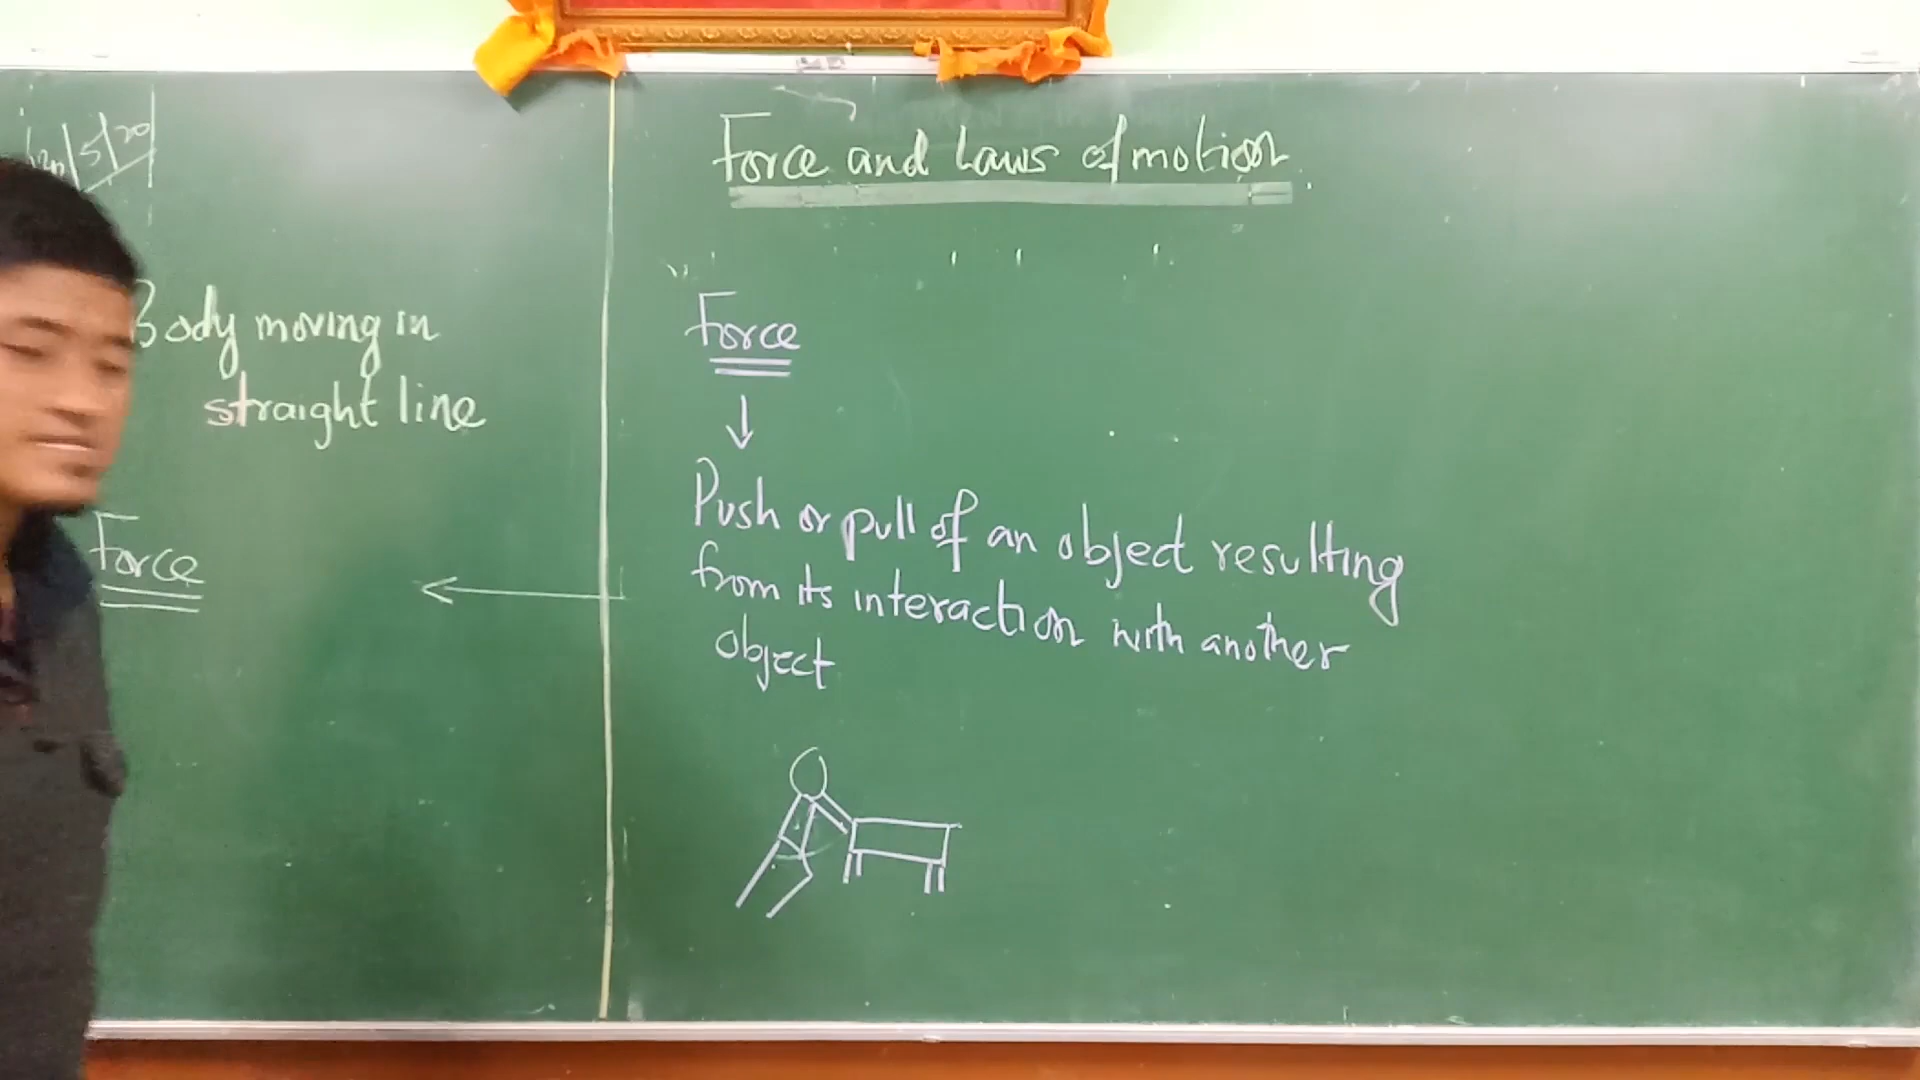 Body moving in
straight line
Force
Force and Laws of motion
Force
Push or pull of an object resulting
from its interaction with another
object